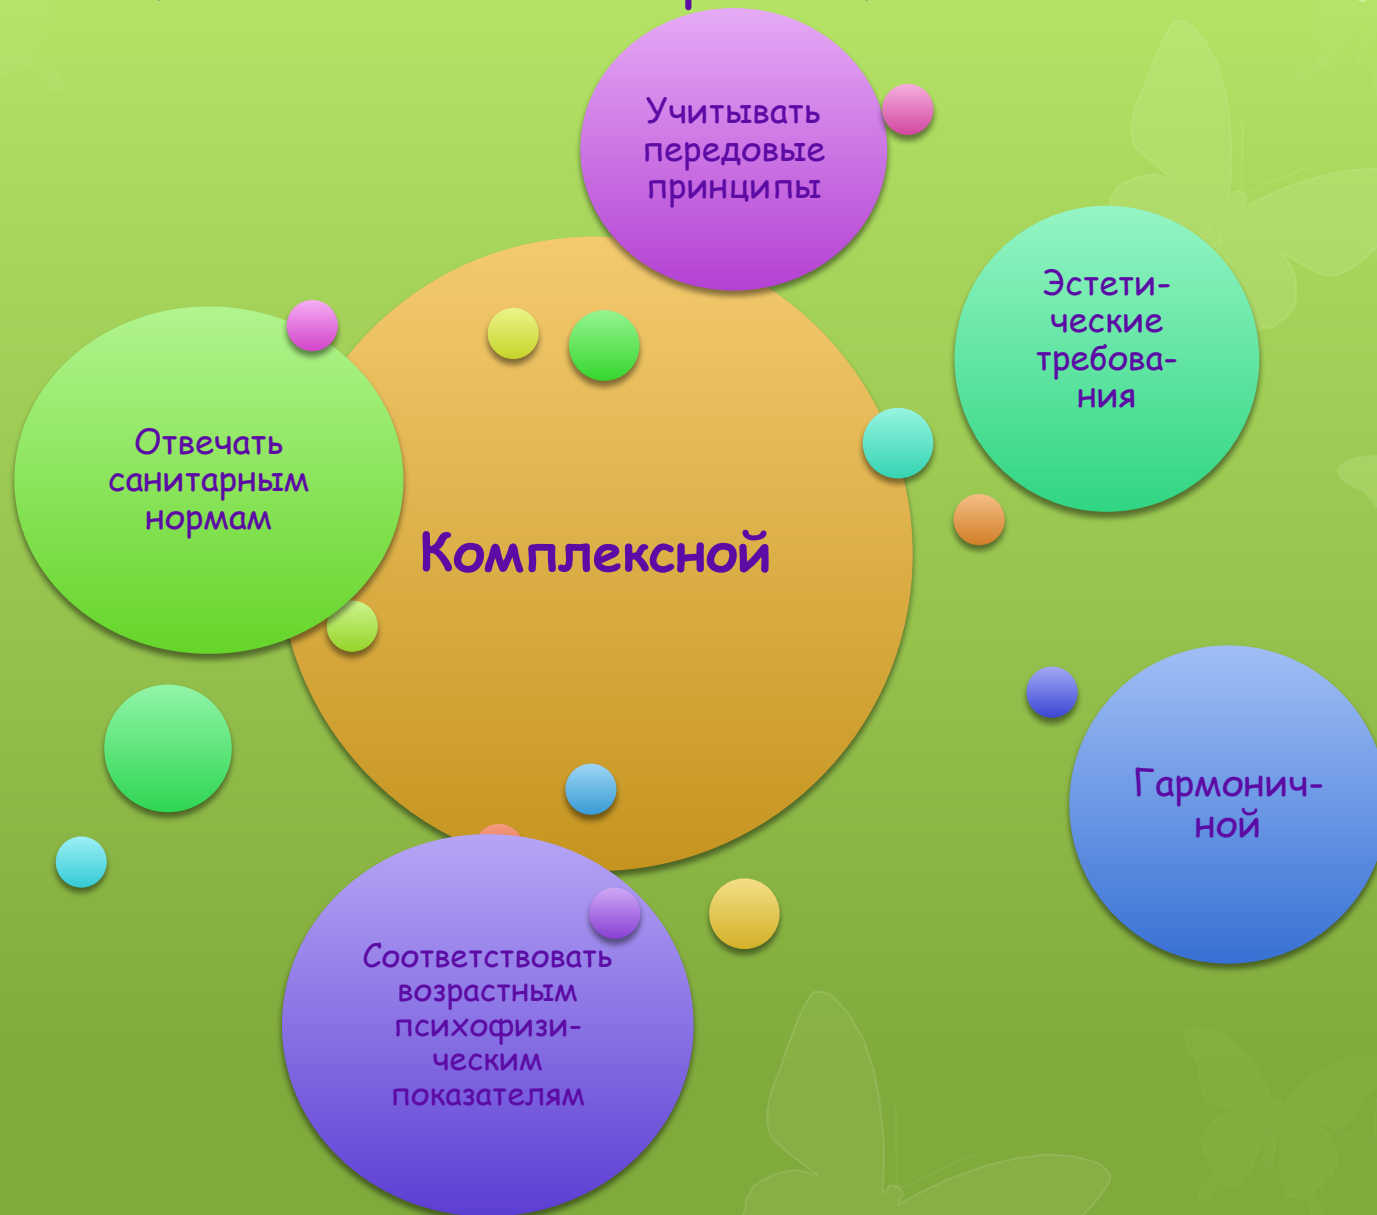 Учитывать
передовые
принципы
Эстети-
ческие
требова-
ния
Отвечать
санитарным
нормам
Комплексной
Гармонич-
ной
Соответствовать
возрастным
психофизи-
ческим
показателям